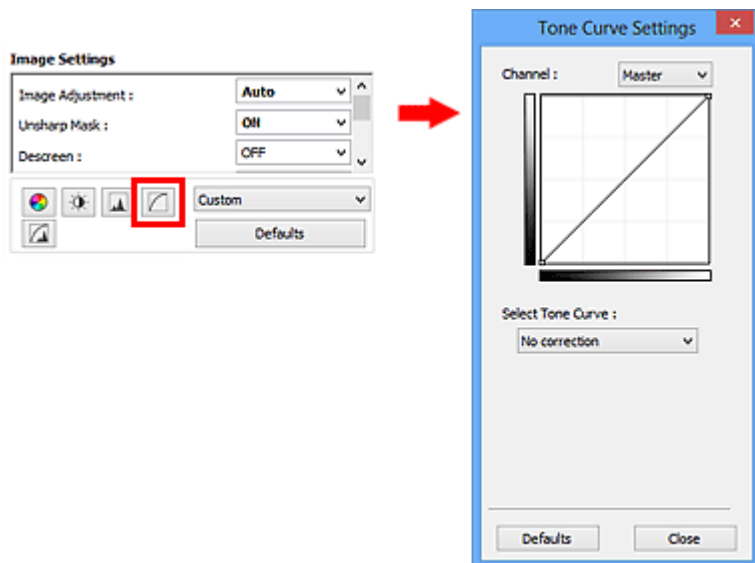 Image Settings
Image Adjustment : Auto
Unsharp Mask : ON
Descreen : OFF
Custom
Defaults
Tone Curve Settings
Channel : Master
Select Tone Curve :
No correction
Defaults Close